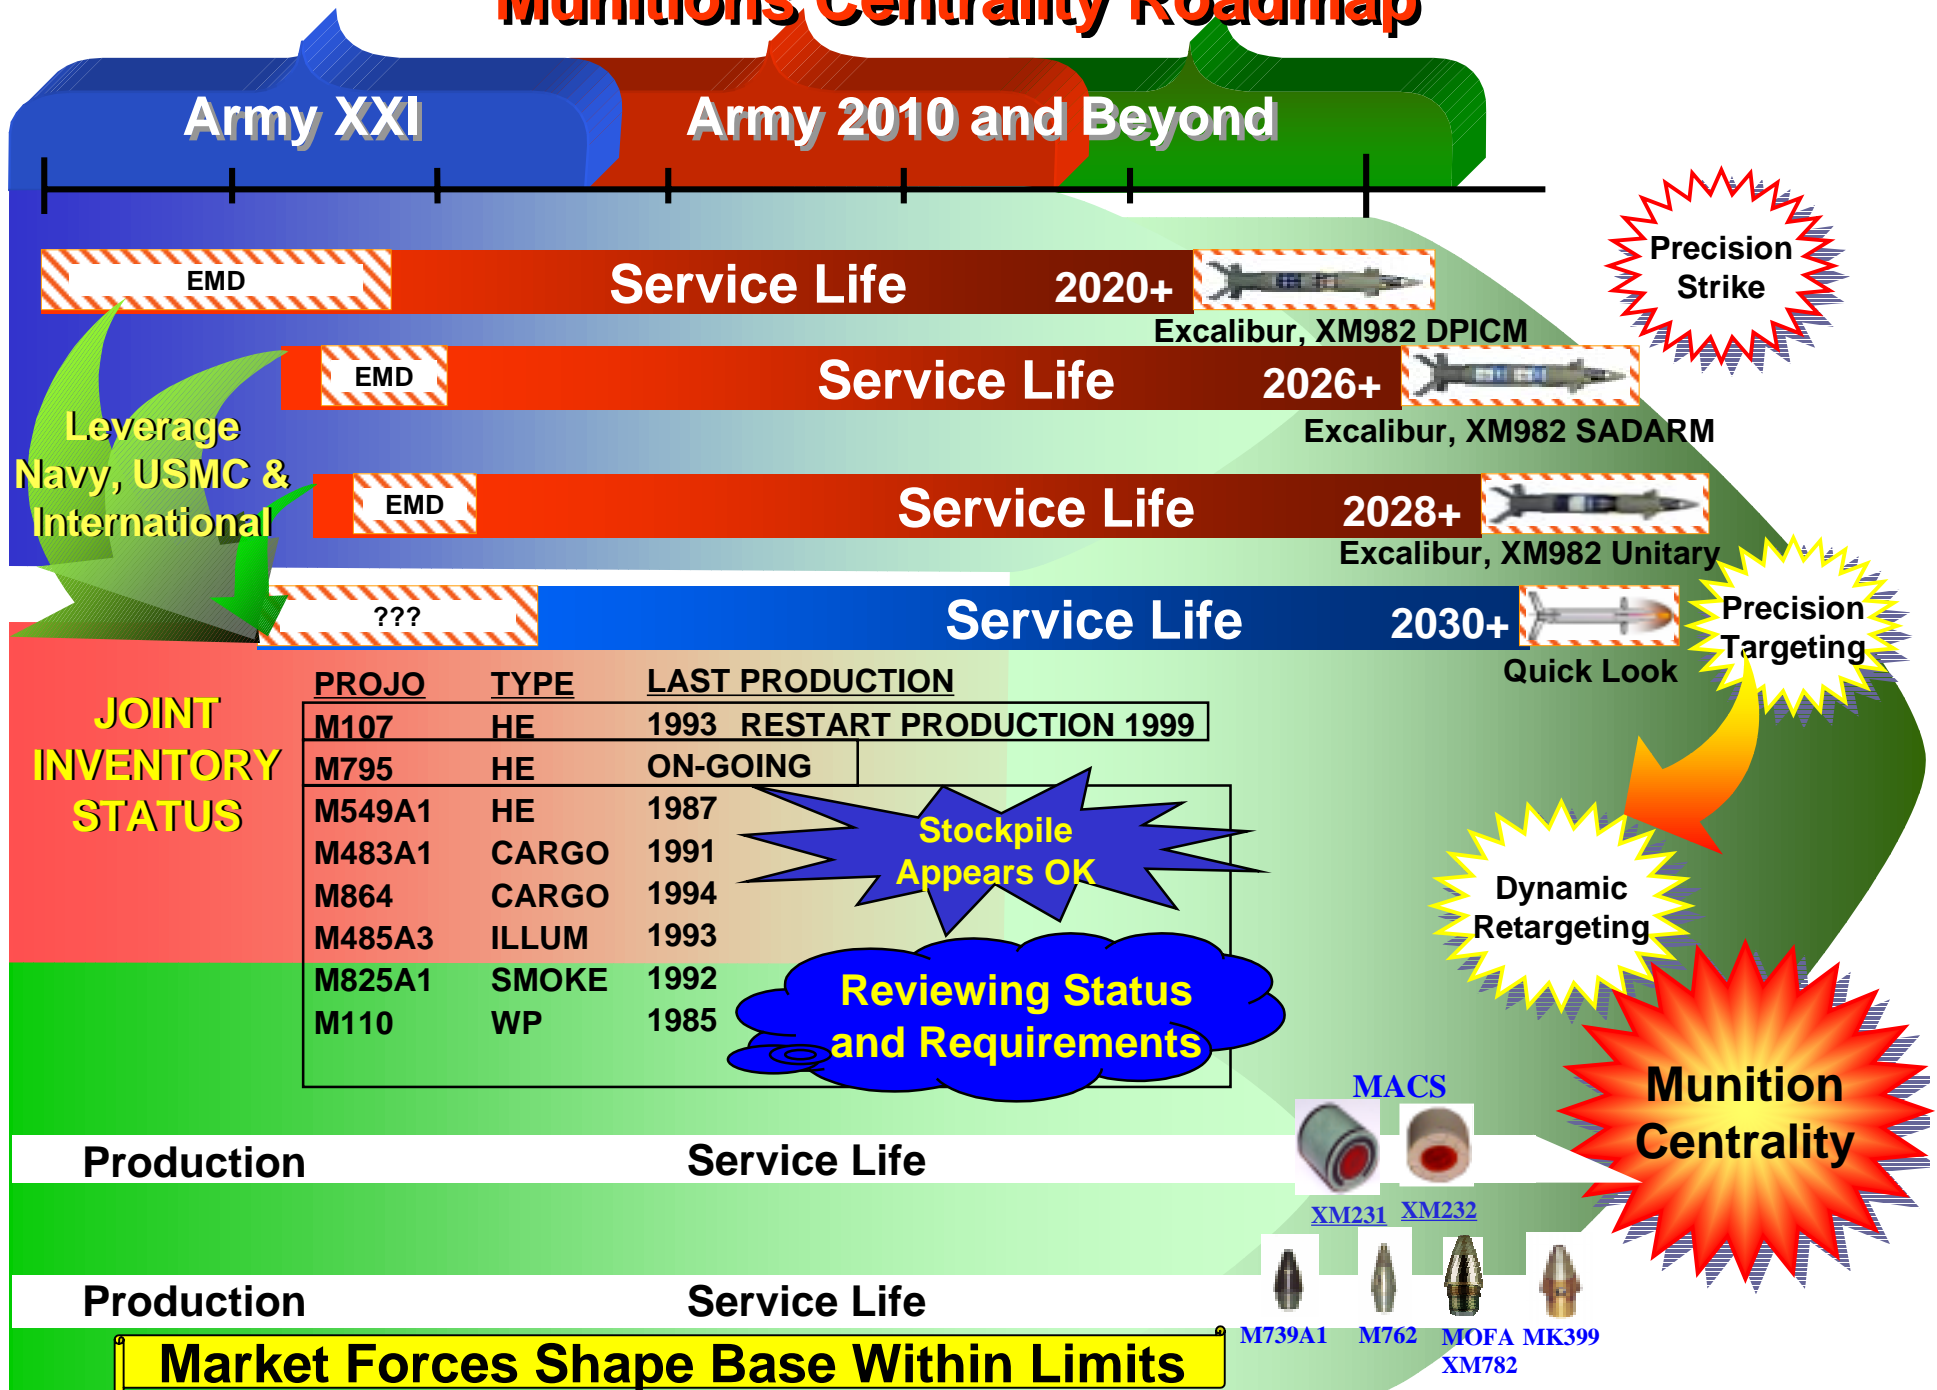 Munitions Centrality Roadmap
Army XXI
Army 2010 and Beyond
Precision
Strike
EMD
Service Life
2020+
Excalibur, XM982 DPICM
EMD
Service Life
2026+
Excalibur, XM982 SADARM
Leverage
Navy, USMC &
International
EMD
Service Life
2028+
Excalibur, XM982 Unitary
???
Service Life
2030+
Quick Look
Precision
Targeting
JOINT
INVENTORY
STATUS
PROJO TYPE LAST PRODUCTION
M107 HE 1993 RESTART PRODUCTION 1999
M795 HE ON-GOING
M549A1 HE 1987
M483A1 CARGO 1991
M864 CARGO 1994
M485A3 ILLUM 1993
M825A1 SMOKE 1992
M110 WP 1985
Stockpile
Appears OK
Reviewing Status
and Requirements
Dynamic
Retargeting
Munition
Centrality
MACS
Production
Service Life
XM231 XM232
Production
Service Life
M739A1 M762 MOFA MK399
XM782
Market Forces Shape Base Within Limits